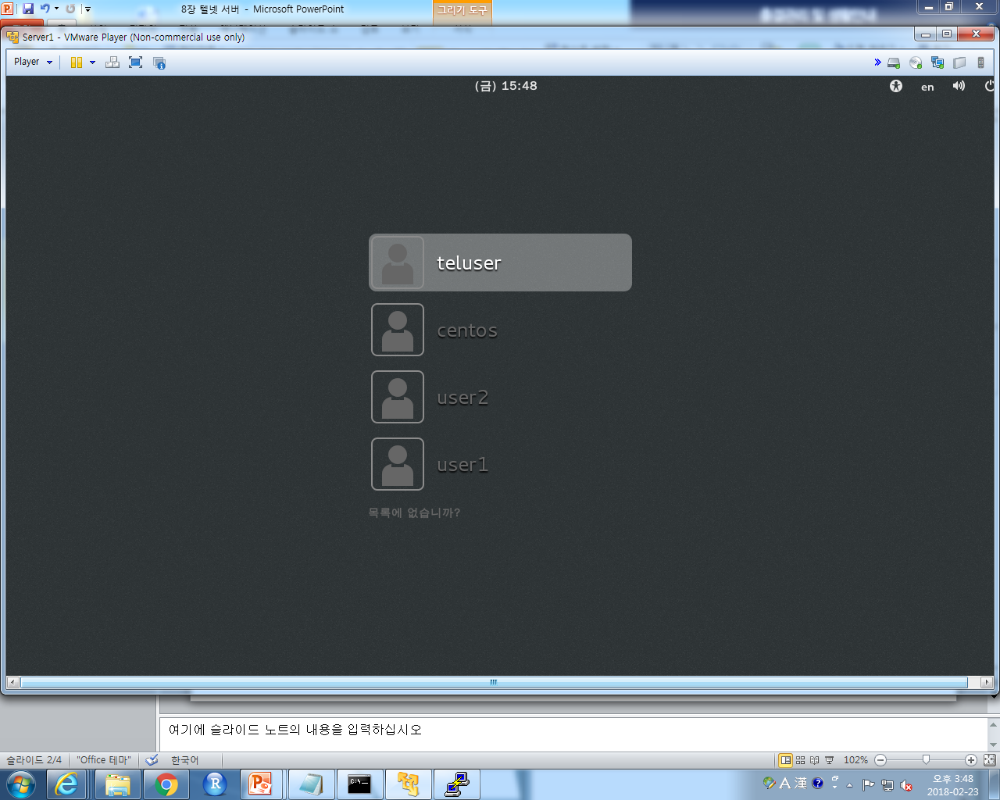 8장 텔넷 서버 - Microsoft PowerPoint
그리기 도구
Server1 - VMware Player (Non-commercial use only)
Player
(금) 15:48
en
teluser
centos
user2
user1
목록에 없습니까?
여기에 슬라이드 노트의 내용을 입력하십시오
슬라이드 2/4
"Office 테마"
한국어
102%
A 漢
오후 3:48
2018-02-23